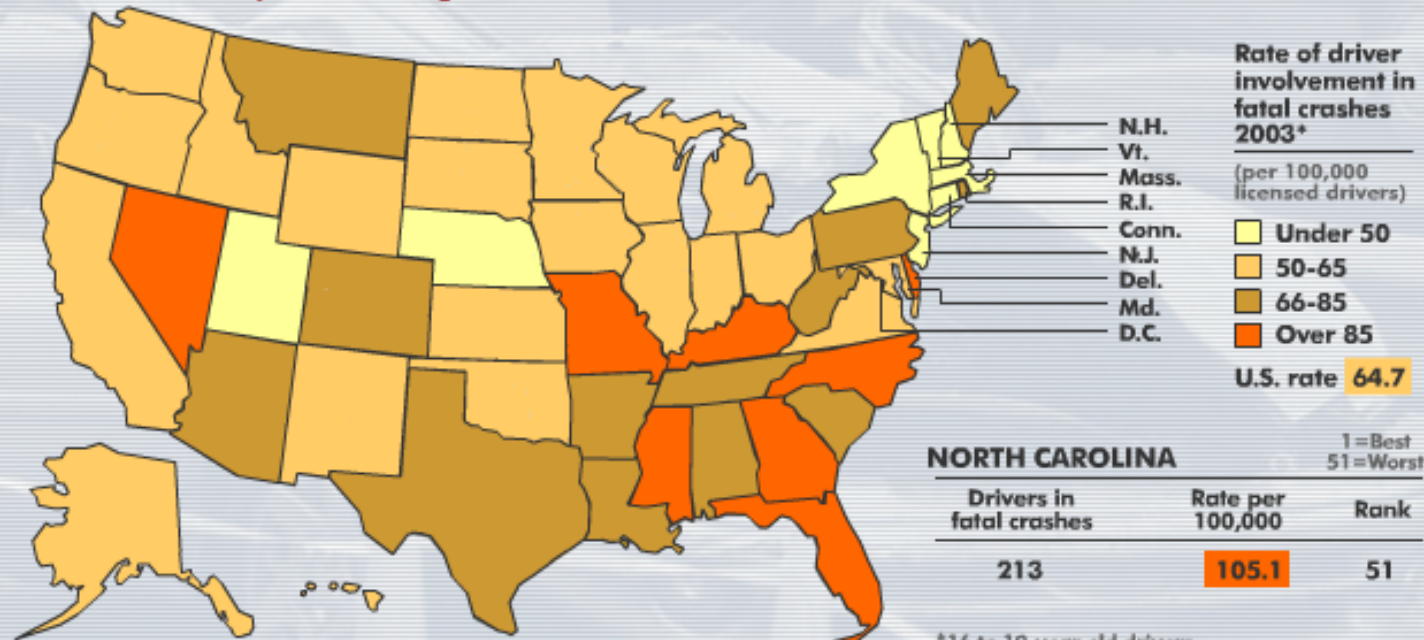 Rate of driver
involvement in
fatal crashes
2003*
(per 100,000
licensed drivers)
Under 50
50-65
66-85
Over 85
U.S. rate 64.7
N.H.
Vt.
Mass.
R.I.
Conn.
N.J.
Del.
Md.
D.C.
1=Best
51=Worst
NORTH CAROLINA
Drivers in
fatal crashes
Rate per
100,000
Rank
213
105.1
51